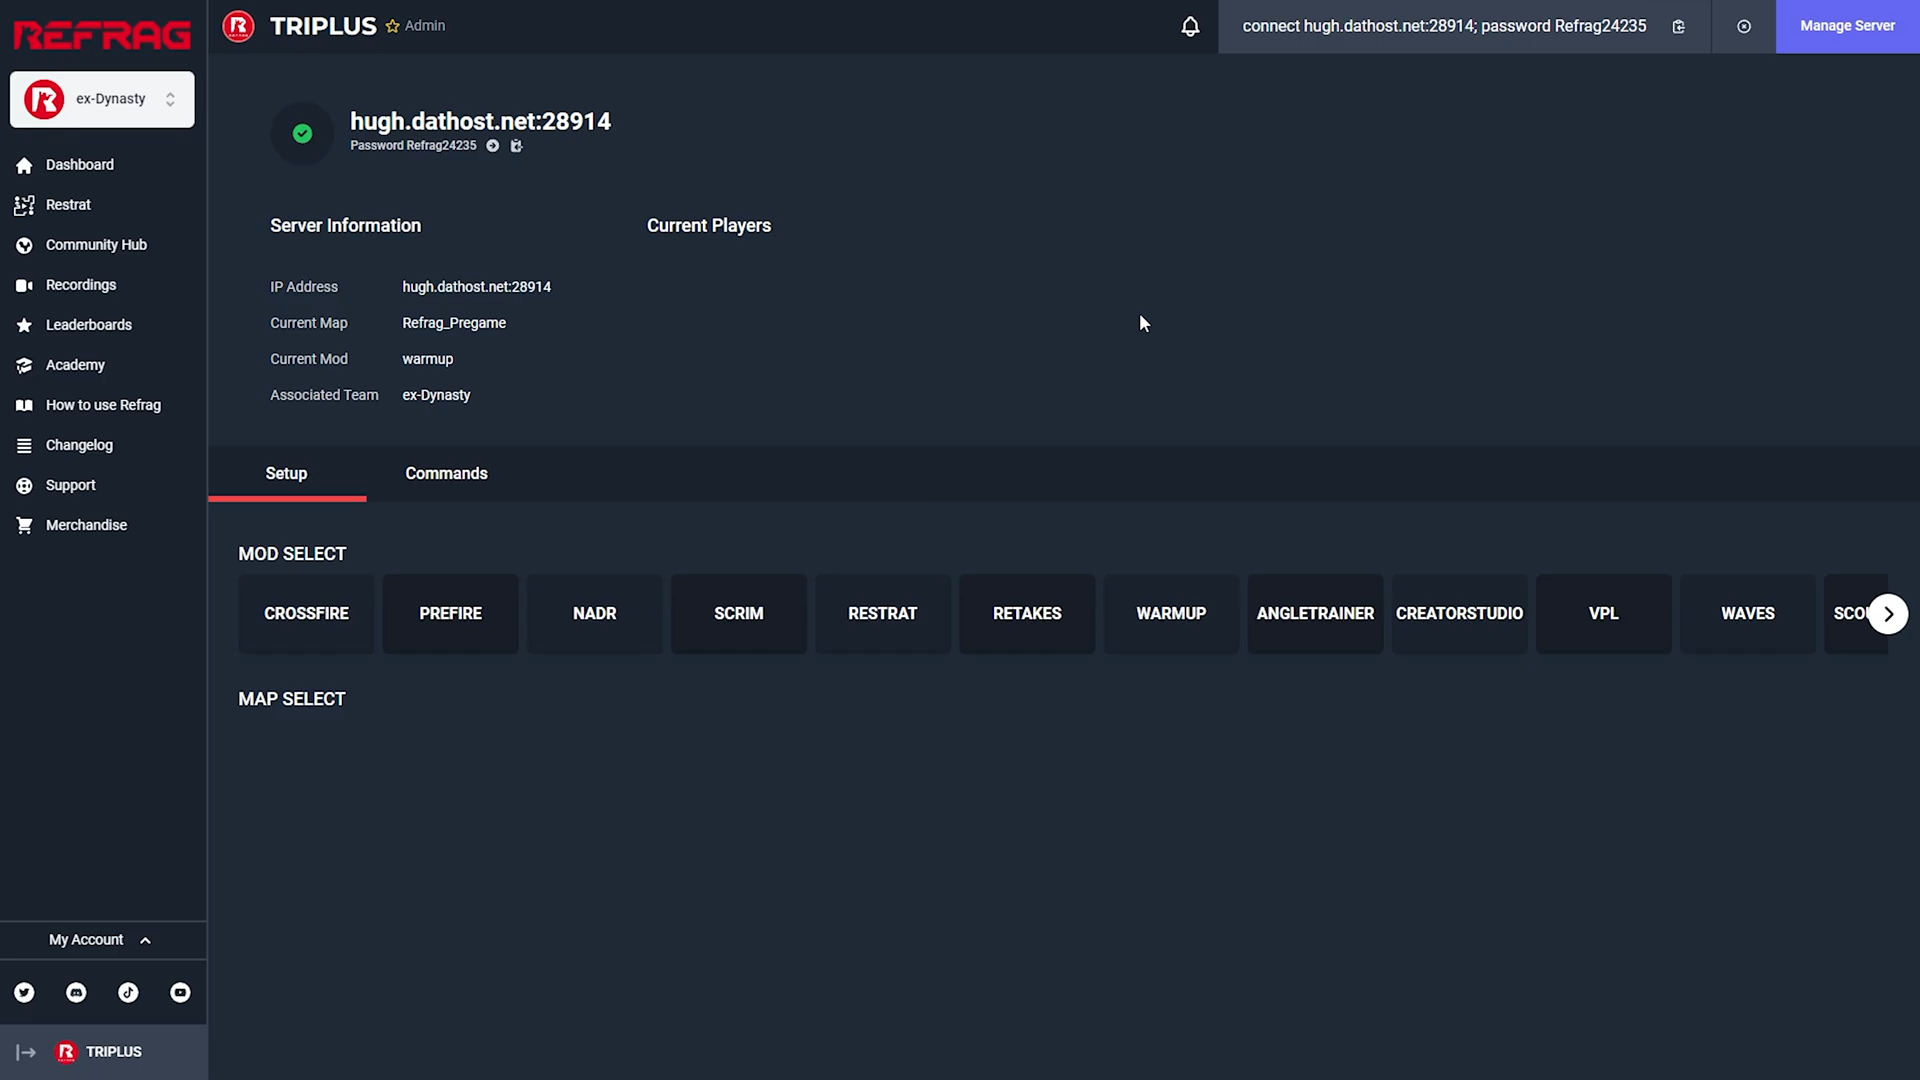 REFRAG
TRIPLUS Admin
connect hugh.dathost.net:28914; password Refrag24235
Manage Server
ex-Dynasty
hugh.dathost.net:28914
Password Refrag24235
Dashboard
Restrat
Community Hub
Recordings
Leaderboards
Academy
How to use Refrag
Changelog
Support
Merchandise
Server Information
Current Players
IP Address hugh.dathost.net:28914
Current Map Refrag_Pregame
Current Mod warmup
Associated Team ex-Dynasty
Setup Commands
MOD SELECT
CROSSFIRE PREFIRE NADR SCRIM RESTRAT RETAKES WARMUP ANGLETRAINER CREATORSTUDIO VPL WAVES
MAP SELECT
My Account
TRIPLUS